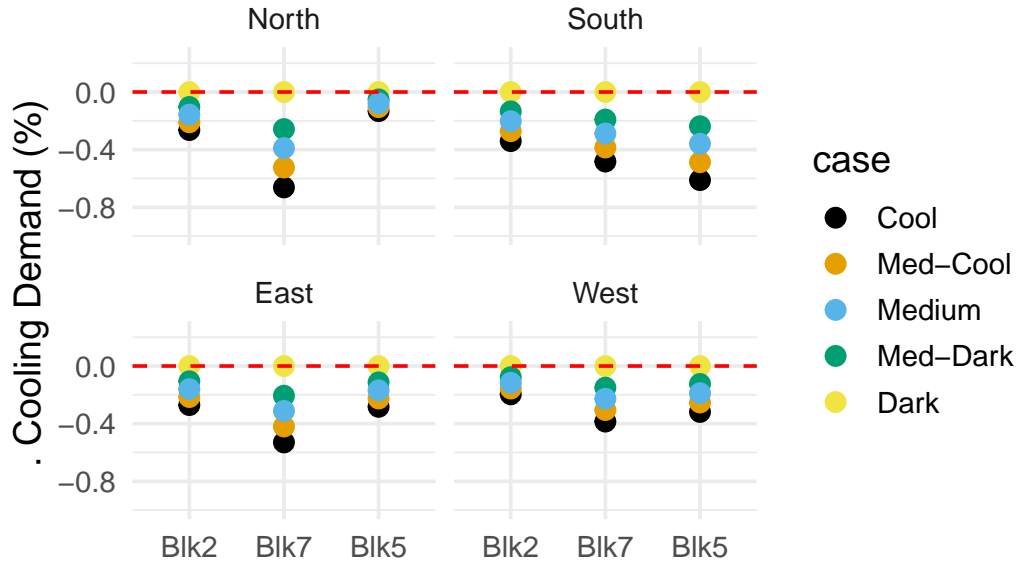 North
South
0.0
−0.4
−0.8
East
West
0.0
−0.4
−0.8
Blk2
Blk7
Blk5
Blk2
Blk7
Blk5
. Cooling Demand (%)
case
Cool
Med−Cool
Medium
Med−Dark
Dark